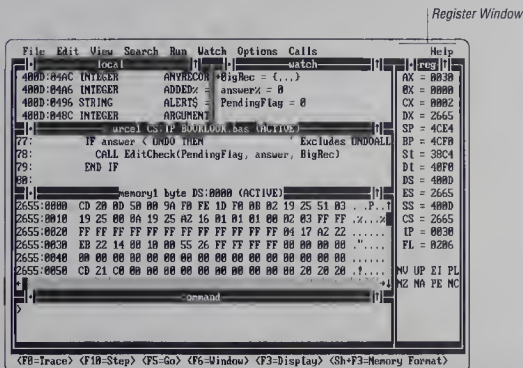 Register Window
File Edit View Search Run Watch Options Calls Help
local watch reg
400D:04AC INTEGER ANYRECOR BigRec = {...} AX = 0030
400D:04A6 INTEGER ADDED% = answer% = 0 0X = 0000
400D:0496 STRING ALERT$ = PendingFlag = 0 CX = 0002
400D:048C INTEGER ARGUMENT DX = 2665
urcel CS:IP BOOKLOOK.bas (ACTIVE) SP = 4CE4
77: IF answer < UNDO THEN ' Excludes UNDOALL BP = 4CF0
78: CALL EditCheck(PendingFlag, answer, BigRec) SI = 38C4
79: END IF DI = 40F0
80: DS = 400D
memory1 byte DS:0000 (ACTIVE) ES = 2665
2655:0000 CD 20 0D 50 00 9A F0 FE 1D F0 0B 02 19 25 51 03 ...P.. SS = 400D
2655:0010 19 25 00 0A 19 25 A2 16 01 01 01 00 02 03 FF FF .%...% CS = 2665
2655:0020 FF FF FF FF FF FF FF FF FF FF FF FF 04 17 A2 22 ...... IP = 0030
2655:0030 EB 22 14 00 18 00 55 26 FF FF FF FF 00 00 00 00 ."..... FL = 0206
2655:0040 00 00 00 00 00 00 00 00 00 00 00 00 00 00 00 00 ......
2655:0050 CD 21 C0 00 00 00 00 00 00 00 00 00 00 20 20 20 .!..... NV UP EI PL
NZ NA PE NC
command
>
<F8=Trace> <F10=Step> <F5=Go> <F6=Window> <F3=Display> <Sh+F3=Memory Format>